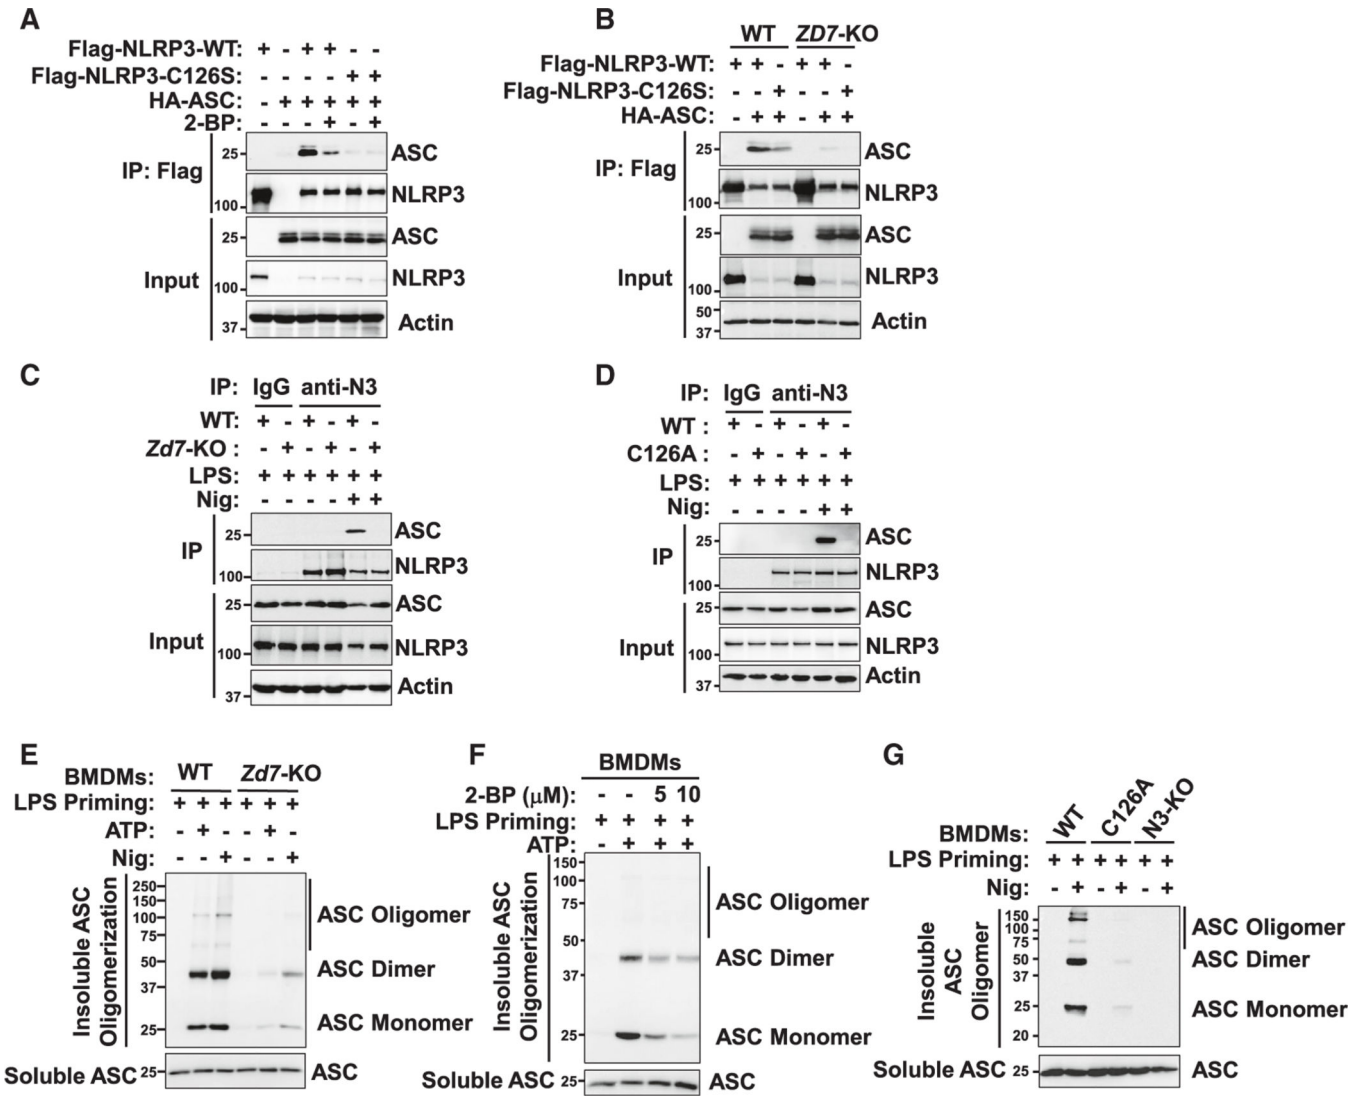 A
Flag-NLRP3-WT: + - + + - -
Flag-NLRP3-C126S: - - - - + +
HA-ASC: - + + + + +
2-BP: - - - + - +
IP: Flag
25 ASC
100 NLRP3
Input
25 ASC
100 NLRP3
37 Actin
B
WT ZD7-KO
Flag-NLRP3-WT: + + - + + -
Flag-NLRP3-C126S: - - + - - +
HA-ASC: - + + - + +
IP: Flag
25 ASC
100 NLRP3
Input
25 ASC
100 NLRP3
50
37 Actin
C
IP: IgG anti-N3
WT: + - + - + -
Zd7-KO : - + - + - +
LPS: + + + + + +
Nig: - - - - + +
IP
25 ASC
100 NLRP3
Input
25 ASC
100 NLRP3
37 Actin
D
IP: IgG anti-N3
WT : + - + - + -
C126A : - + - + - +
LPS: + + + + + +
Nig: - - - - + +
IP
25 ASC
100 NLRP3
Input
25 ASC
100 NLRP3
37 Actin
E
BMDMs: WT Zd7-KO
LPS Priming: + + + + + +
ATP: - + - - + -
Nig: - - + - - +
Insoluble ASC
Oligomerization
250
150
100
75
50
37
25
ASC Oligomer
ASC Dimer
ASC Monomer
Soluble ASC 25 ASC
F
BMDMs
2-BP (μM): - - 5 10
LPS Priming: + + + +
ATP: - + + +
Insoluble ASC
Oligomerization
150
100
75
50
37
25
ASC Oligomer
ASC Dimer
ASC Monomer
Soluble ASC 25 ASC
G
BMDMs: WT C126A N3-KO
LPS Priming: + + + + + +
Nig: - + - + - +
Insoluble
ASC
Oligomer
150
100
75
50
37
25
20
ASC Oligomer
ASC Dimer
ASC Monomer
Soluble ASC 25 ASC